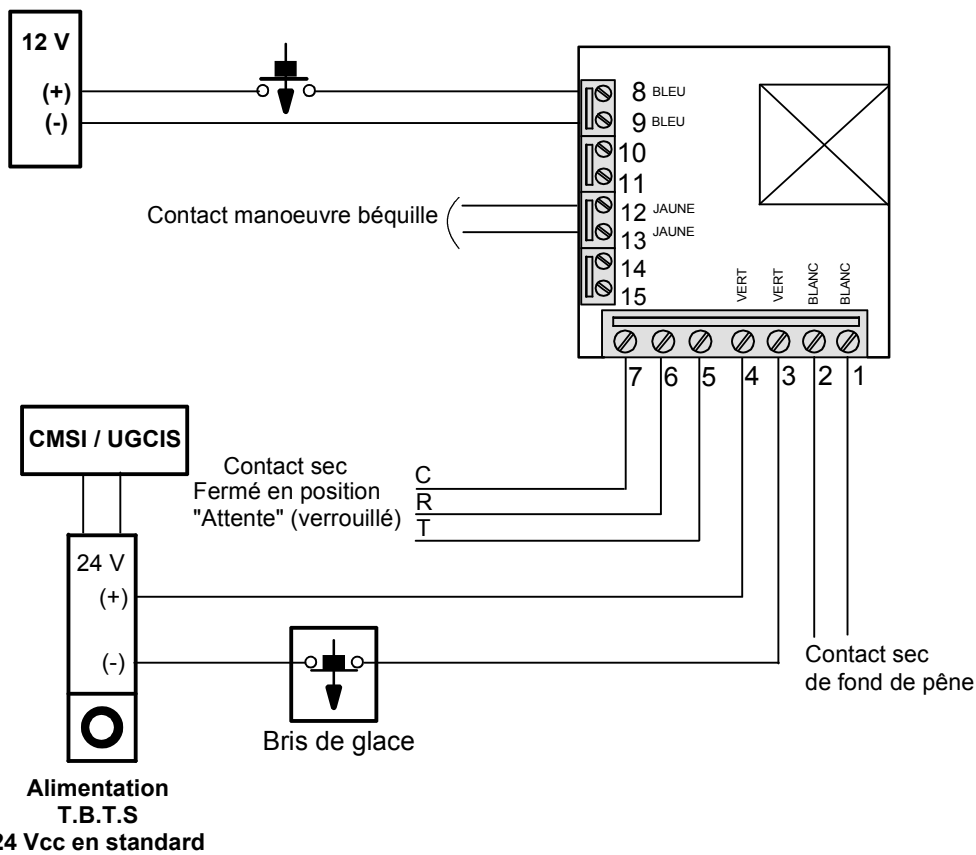 12 V
(+)
(-)
8 BLEU
9 BLEU
10
11
12 JAUNE
13 JAUNE
14
15
Contact manoeuvre béquille
VERT
VERT
BLANC
BLANC
7
6
5
4
3
2
1
CMSI / UGCIS
Contact sec
Fermé en position
"Attente" (verrouillé)
C
R
T
24 V
(+)
(-)
Bris de glace
Contact sec
de fond de pêne
Alimentation
T.B.T.S
24 Vcc en standard